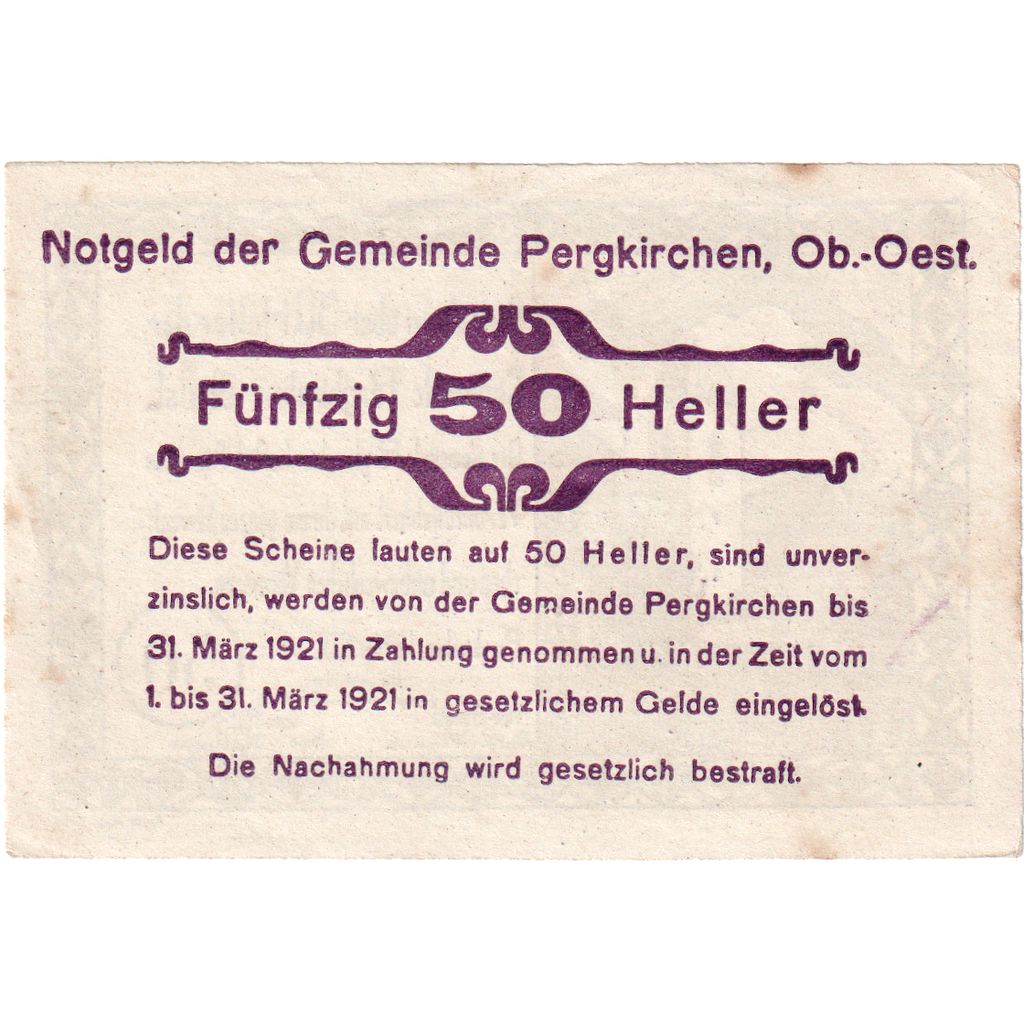 Notgeld der Gemeinde Pergkirchen, Ob.-Oest.
Fünfzig 50 Heller
Diese Scheine lauten auf 50 Heller, sind unver-
zinslich, werden von der Gemeinde Pergkirchen bis
31. März 1921 in Zahlung genommen u. in der Zeit vom
1. bis 31. März 1921 in gesetzlichem Gelde eingelöst.
Die Nachahmung wird gesetzlich bestraft.